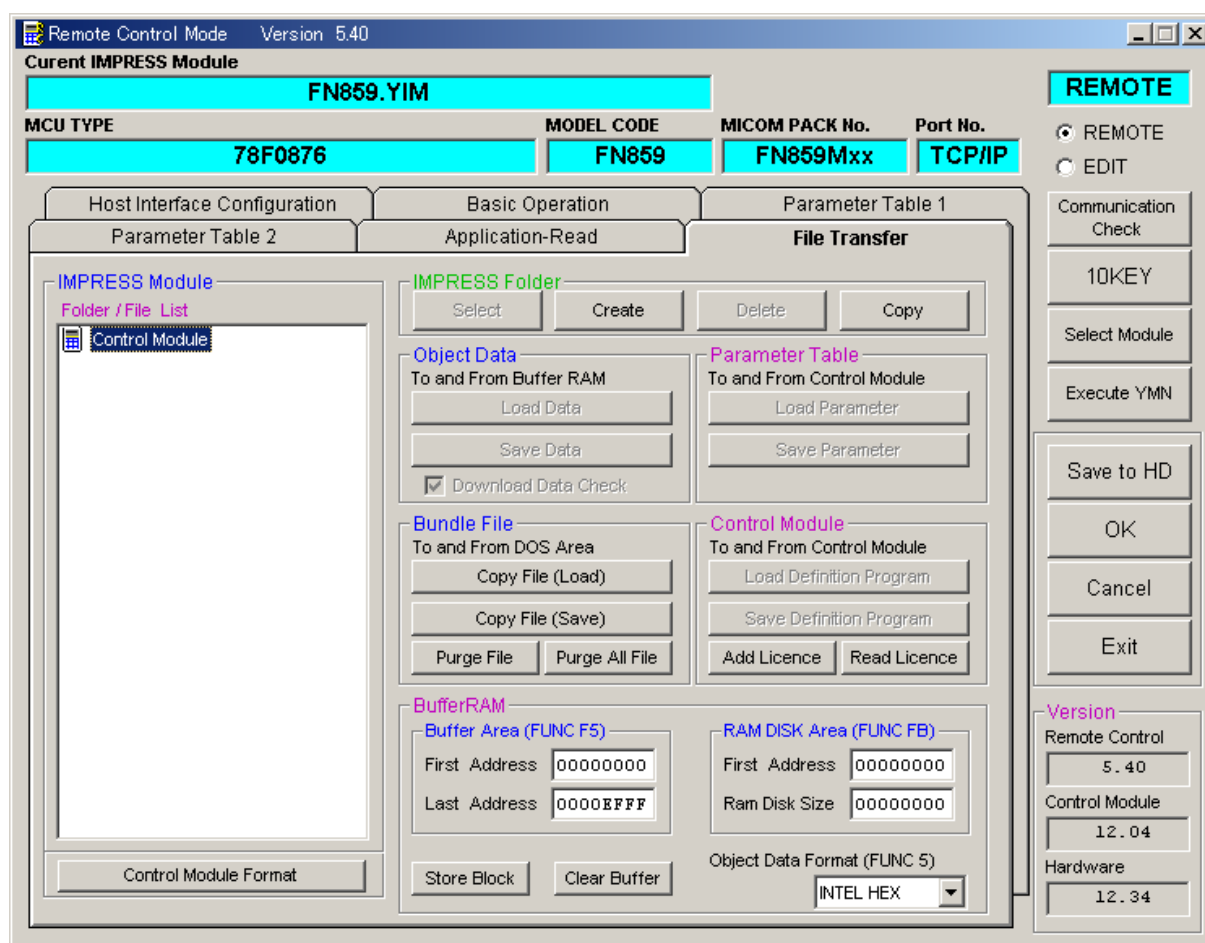 Remote Control Mode Version 5.40
Curent IMPRESS Module
FN859.YIM
REMOTE
MCU TYPE MODEL CODE MICOM PACK No. Port No.
78F0876 FN859 FN859Mxx TCP/IP
REMOTE
EDIT
Host Interface Configuration Basic Operation Parameter Table 1
Parameter Table 2 Application-Read File Transfer
Communication
Check
10KEY
Select Module
Execute YMN
Save to HD
OK
Cancel
Exit
IMPRESS Module
Folder / File List
Control Module
Control Module Format
IMPRESS Folder
Select Create Delete Copy
Object Data
To and From Buffer RAM
Load Data
Save Data
Download Data Check
Parameter Table
To and From Control Module
Load Parameter
Save Parameter
Bundle File
To and From DOS Area
Copy File (Load)
Copy File (Save)
Purge File Purge All File
Control Module
To and From Control Module
Load Definition Program
Save Definition Program
Add Licence Read Licence
BufferRAM
Buffer Area (FUNC F5)
First Address 00000000
Last Address 0000EFFF
RAM DISK Area (FUNC FB)
First Address 00000000
Ram Disk Size 00000000
Store Block Clear Buffer
Object Data Format (FUNC 5)
INTEL HEX
Version
Remote Control
5.40
Control Module
12.04
Hardware
12.34